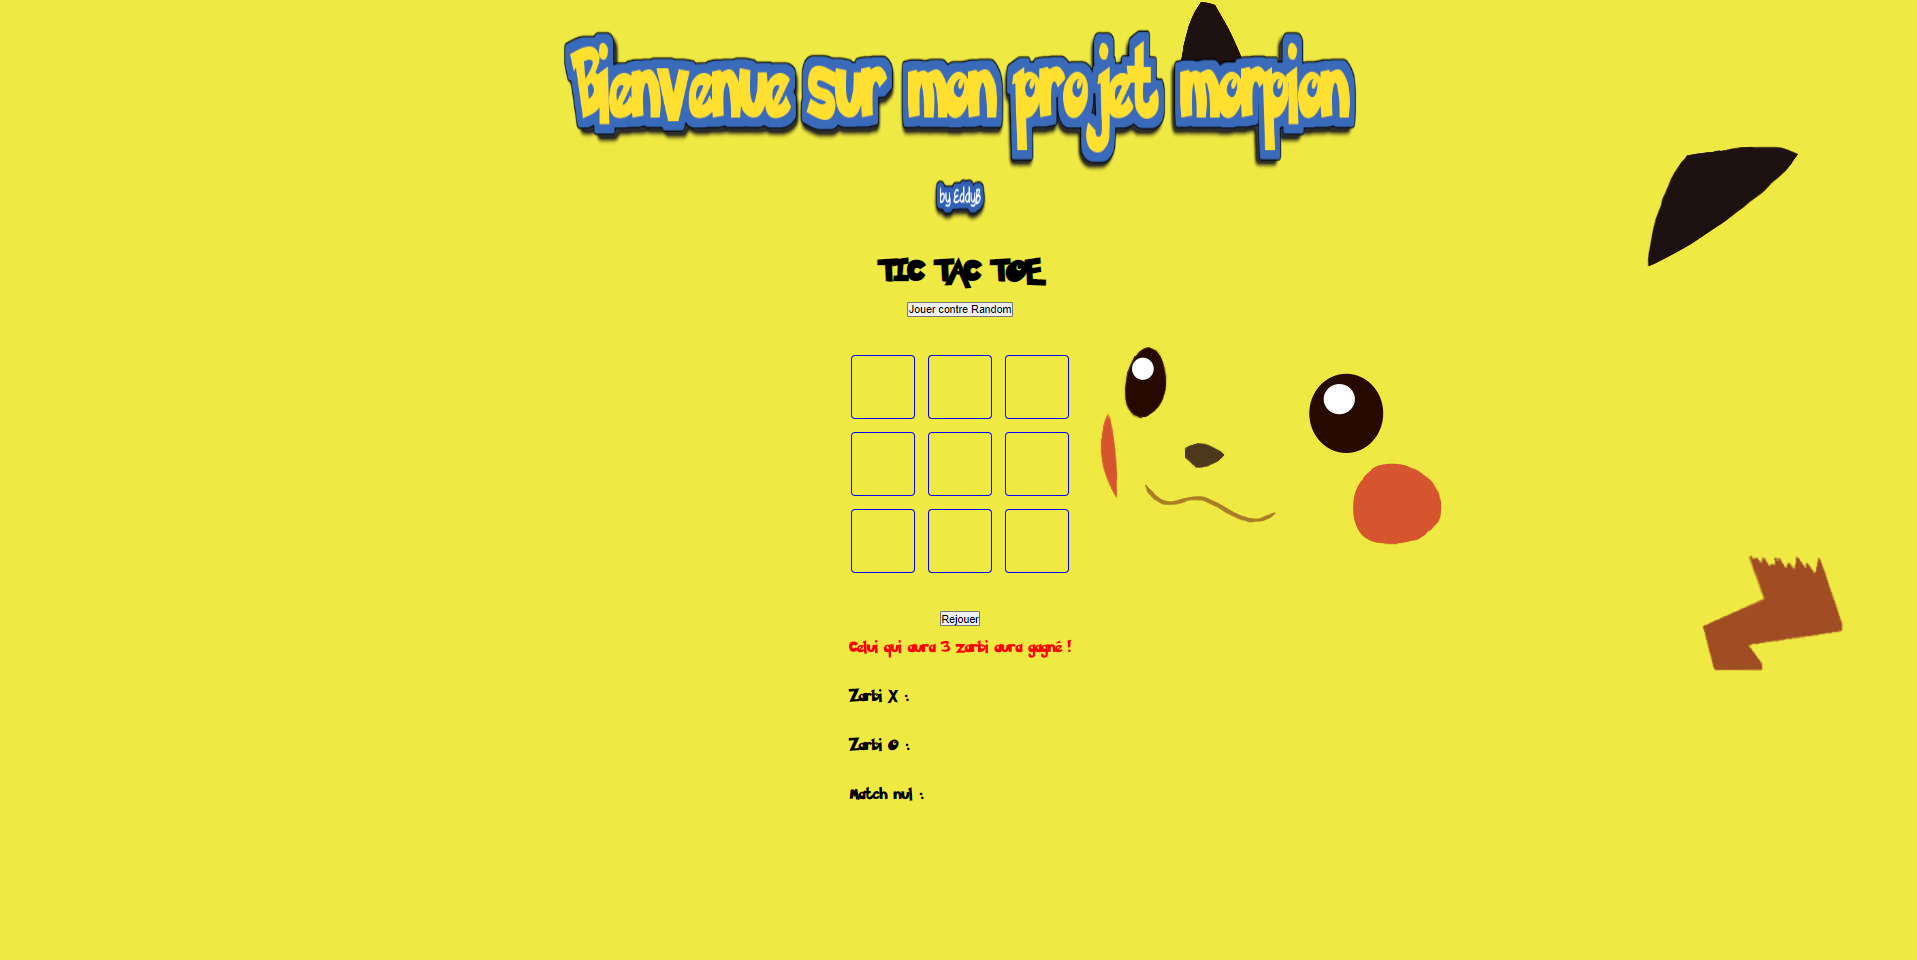 Bienvenue sur mon projet morpion
by EddyB
TIC TAC TOE
Jouer contre Random
Rejouer
Celui qui aura 3 zarbi aura gagné !
Zarbi X :
Zarbi O :
Match nul :